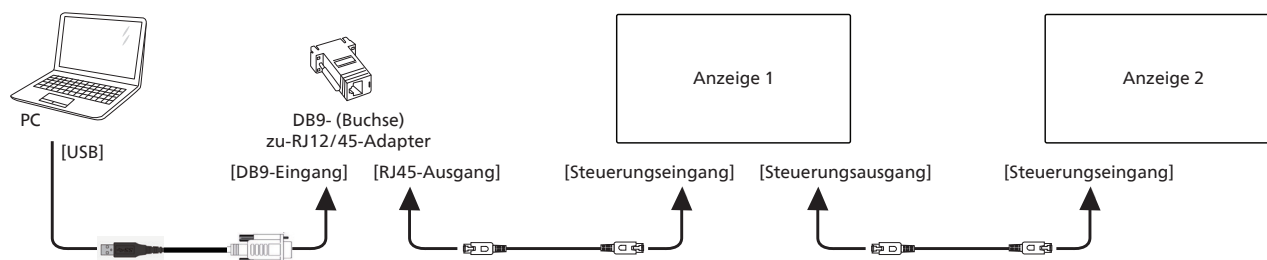 PC
[USB]
DB9- (Buchse)
zu-RJ12/45-Adapter
[DB9-Eingang]
[RJ45-Ausgang]
Anzeige 1
[Steuerungseingang]
[Steuerungsausgang]
Anzeige 2
[Steuerungseingang]